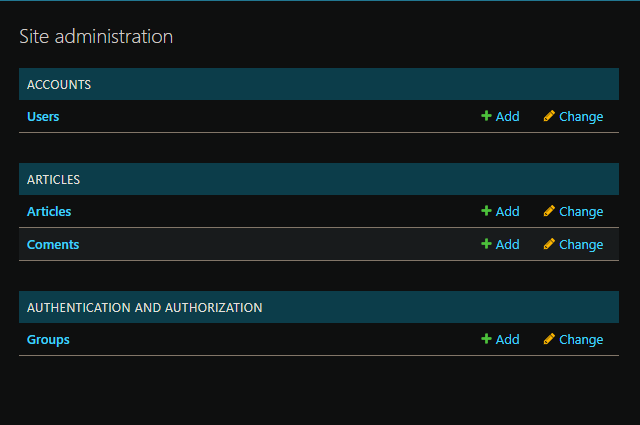 Site administration
ACCOUNTS
Users Add Change
ARTICLES
Articles Add Change
Coments Add Change
AUTHENTICATION AND AUTHORIZATION
Groups Add Change